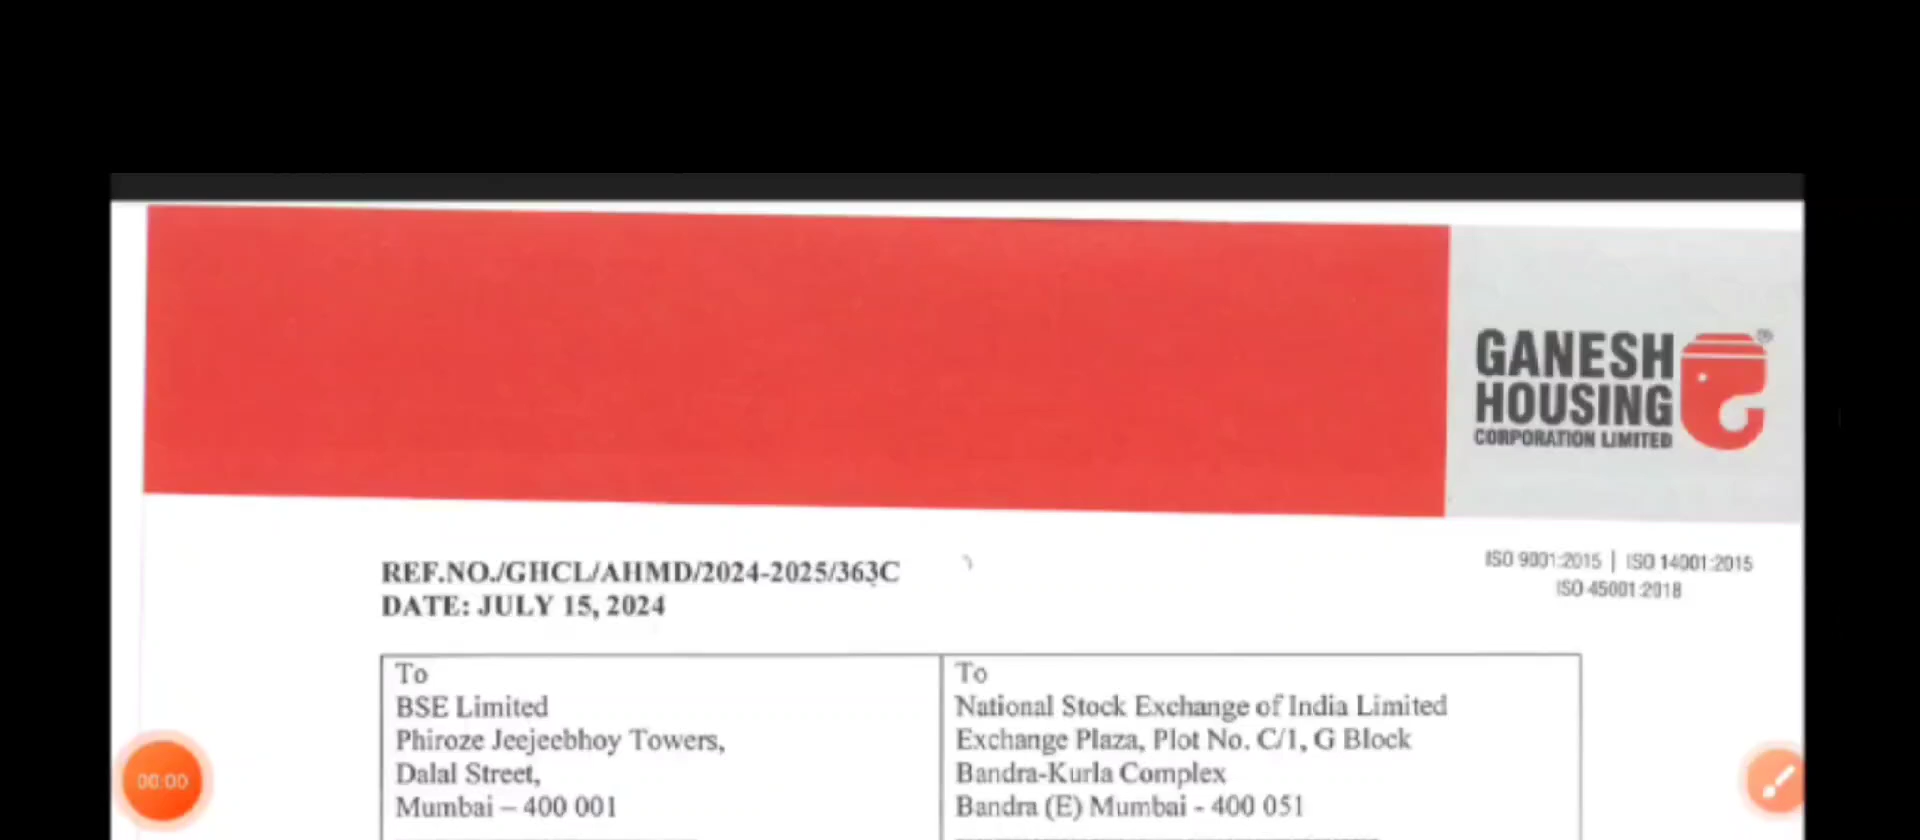 GANESH
HOUSING
CORPORATION LIMITED
®
ISO 9001:2015 | ISO 14001:2015
ISO 45001:2018
REF.NO./GHCL/AHMD/2024-2025/363C
DATE: JULY 15, 2024
To
BSE Limited
Phiroze Jeejeebhoy Towers,
Dalal Street,
Mumbai – 400 001
To
National Stock Exchange of India Limited
Exchange Plaza, Plot No. C/1, G Block
Bandra-Kurla Complex
Bandra (E) Mumbai - 400 051
00:00